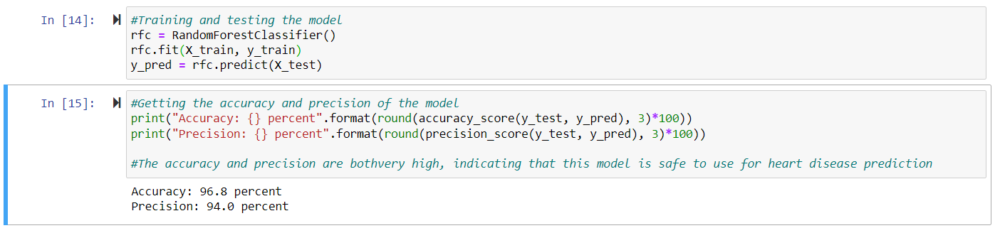 In [14]:
#Training and testing the model
rfc = RandomForestClassifier()
rfc.fit(X_train, y_train)
y_pred = rfc.predict(X_test)
In [15]:
#Getting the accuracy and precision of the model
print("Accuracy: {} percent".format(round(accuracy_score(y_test, y_pred), 3)*100))
print("Precision: {} percent".format(round(precision_score(y_test, y_pred), 3)*100))
#The accuracy and precision are bothvery high, indicating that this model is safe to use for heart disease prediction
Accuracy: 96.8 percent
Precision: 94.0 percent